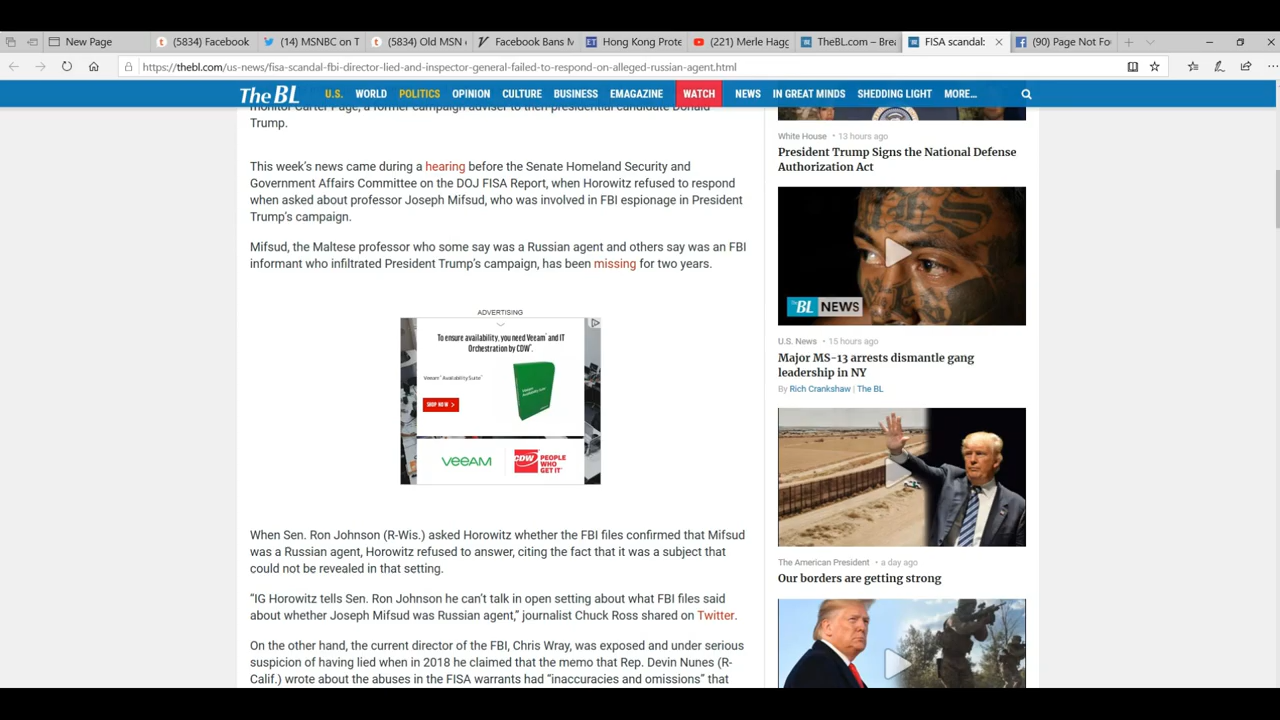 New Page
(5834) Facebook
(14) MSNBC on T
(5834) Old MSN
Facebook Bans M
Hong Kong Prote
(221) Merle Hagg
TheBL.com – Brea
FISA scandal:
(90) Page Not Fo
https://thebl.com/us-news/fisa-scandal-fbi-director-lied-and-inspector-general-failed-to-respond-on-alleged-russian-agent.html
The BL
U.S. WORLD POLITICS OPINION CULTURE BUSINESS EMAGAZINE WATCH NEWS IN GREAT MINDS SHEDDING LIGHT MORE...
monitor Carter Page, a former campaign adviser to then presidential candidate Donald
Trump.
This week's news came during a hearing before the Senate Homeland Security and
Government Affairs Committee on the DOJ FISA Report, when Horowitz refused to respond
when asked about professor Joseph Mifsud, who was involved in FBI espionage in President
Trump's campaign.
Mifsud, the Maltese professor who some say was a Russian agent and others say was an FBI
informant who infiltrated President Trump's campaign, has been missing for two years.
ADVERTISING
To ensure availability, you need Veeam® and IT
Orchestration by CDW®.
Veeam® Availability Suite™
SHOP NOW >
VEEAM
CDW PEOPLE
WHO
GET IT
When Sen. Ron Johnson (R-Wis.) asked Horowitz whether the FBI files confirmed that Mifsud
was a Russian agent, Horowitz refused to answer, citing the fact that it was a subject that
could not be revealed in that setting.
“IG Horowitz tells Sen. Ron Johnson he can't talk in open setting about what FBI files said
about whether Joseph Mifsud was Russian agent,” journalist Chuck Ross shared on Twitter.
On the other hand, the current director of the FBI, Chris Wray, was exposed and under serious
suspicion of having lied when in 2018 he claimed that the memo that Rep. Devin Nunes (R-
Calif.) wrote about the abuses in the FISA warrants had “inaccuracies and omissions” that
White House • 13 hours ago
President Trump Signs the National Defense
Authorization Act
The BL NEWS
U.S. News • 15 hours ago
Major MS-13 arrests dismantle gang
leadership in NY
By Rich Crankshaw | The BL
The American President • a day ago
Our borders are getting strong